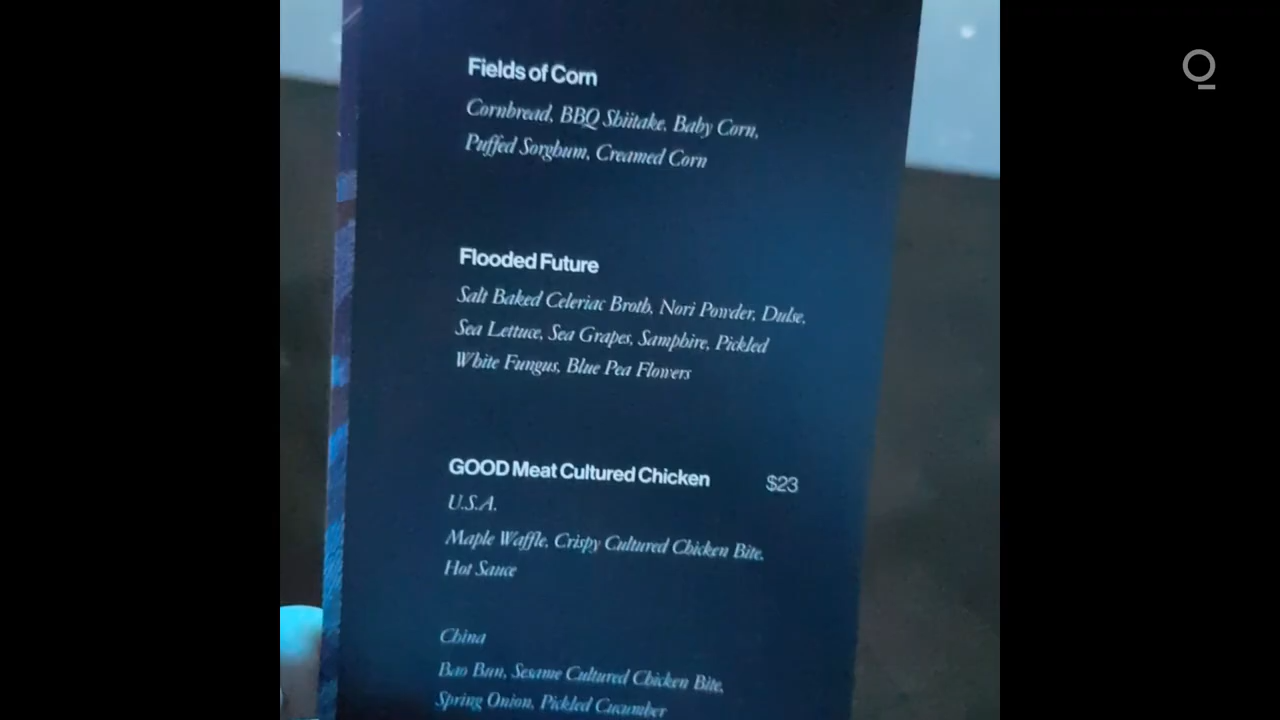 Fields of Corn
Cornbread, BBQ Shiitake, Baby Corn,
Puffed Sorghum, Creamed Corn
Flooded Future
Salt Baked Celeriac Broth, Nori Powder, Dulse,
Sea Lettuce, Sea Grapes, Samphire, Pickled
White Fungus, Blue Pea Flowers
GOOD Meat Cultured Chicken $23
U.S.A.
Maple Waffle, Crispy Cultured Chicken Bite,
Hot Sauce
China
Bao Bun, Sesame Cultured Chicken Bite,
Spring Onion, Pickled Cucumber